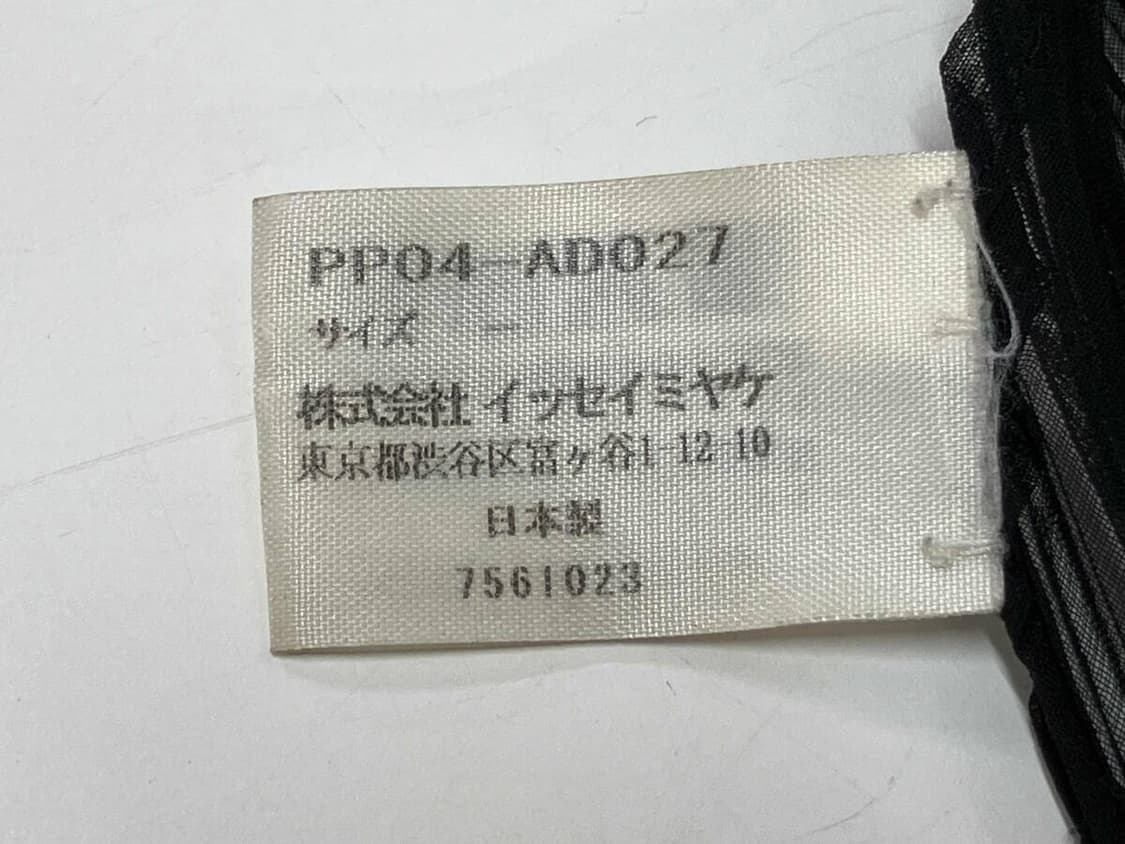 PP04-AD027
サイズ -
株式会社 イッセイミヤケ
東京都渋谷区富ヶ谷1-12-10
日本製
7561023